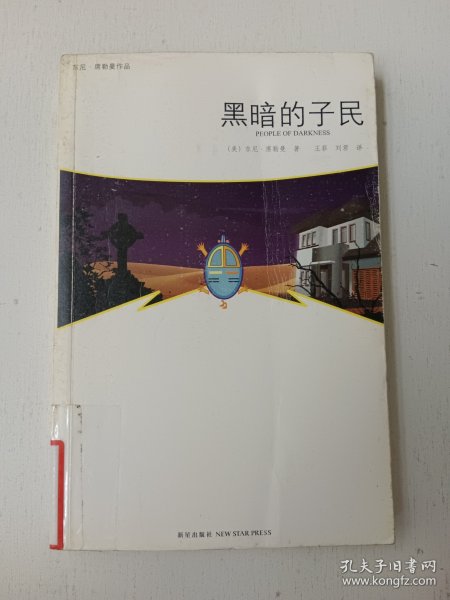 东尼·席勒曼作品
黑暗的子民
PEOPLE OF DARKNESS
(美) 东尼·席勒曼 著 王菲 刘彦 译
新星出版社 NEW STAR PRESS
孔夫子旧书网
www.kongfz.com